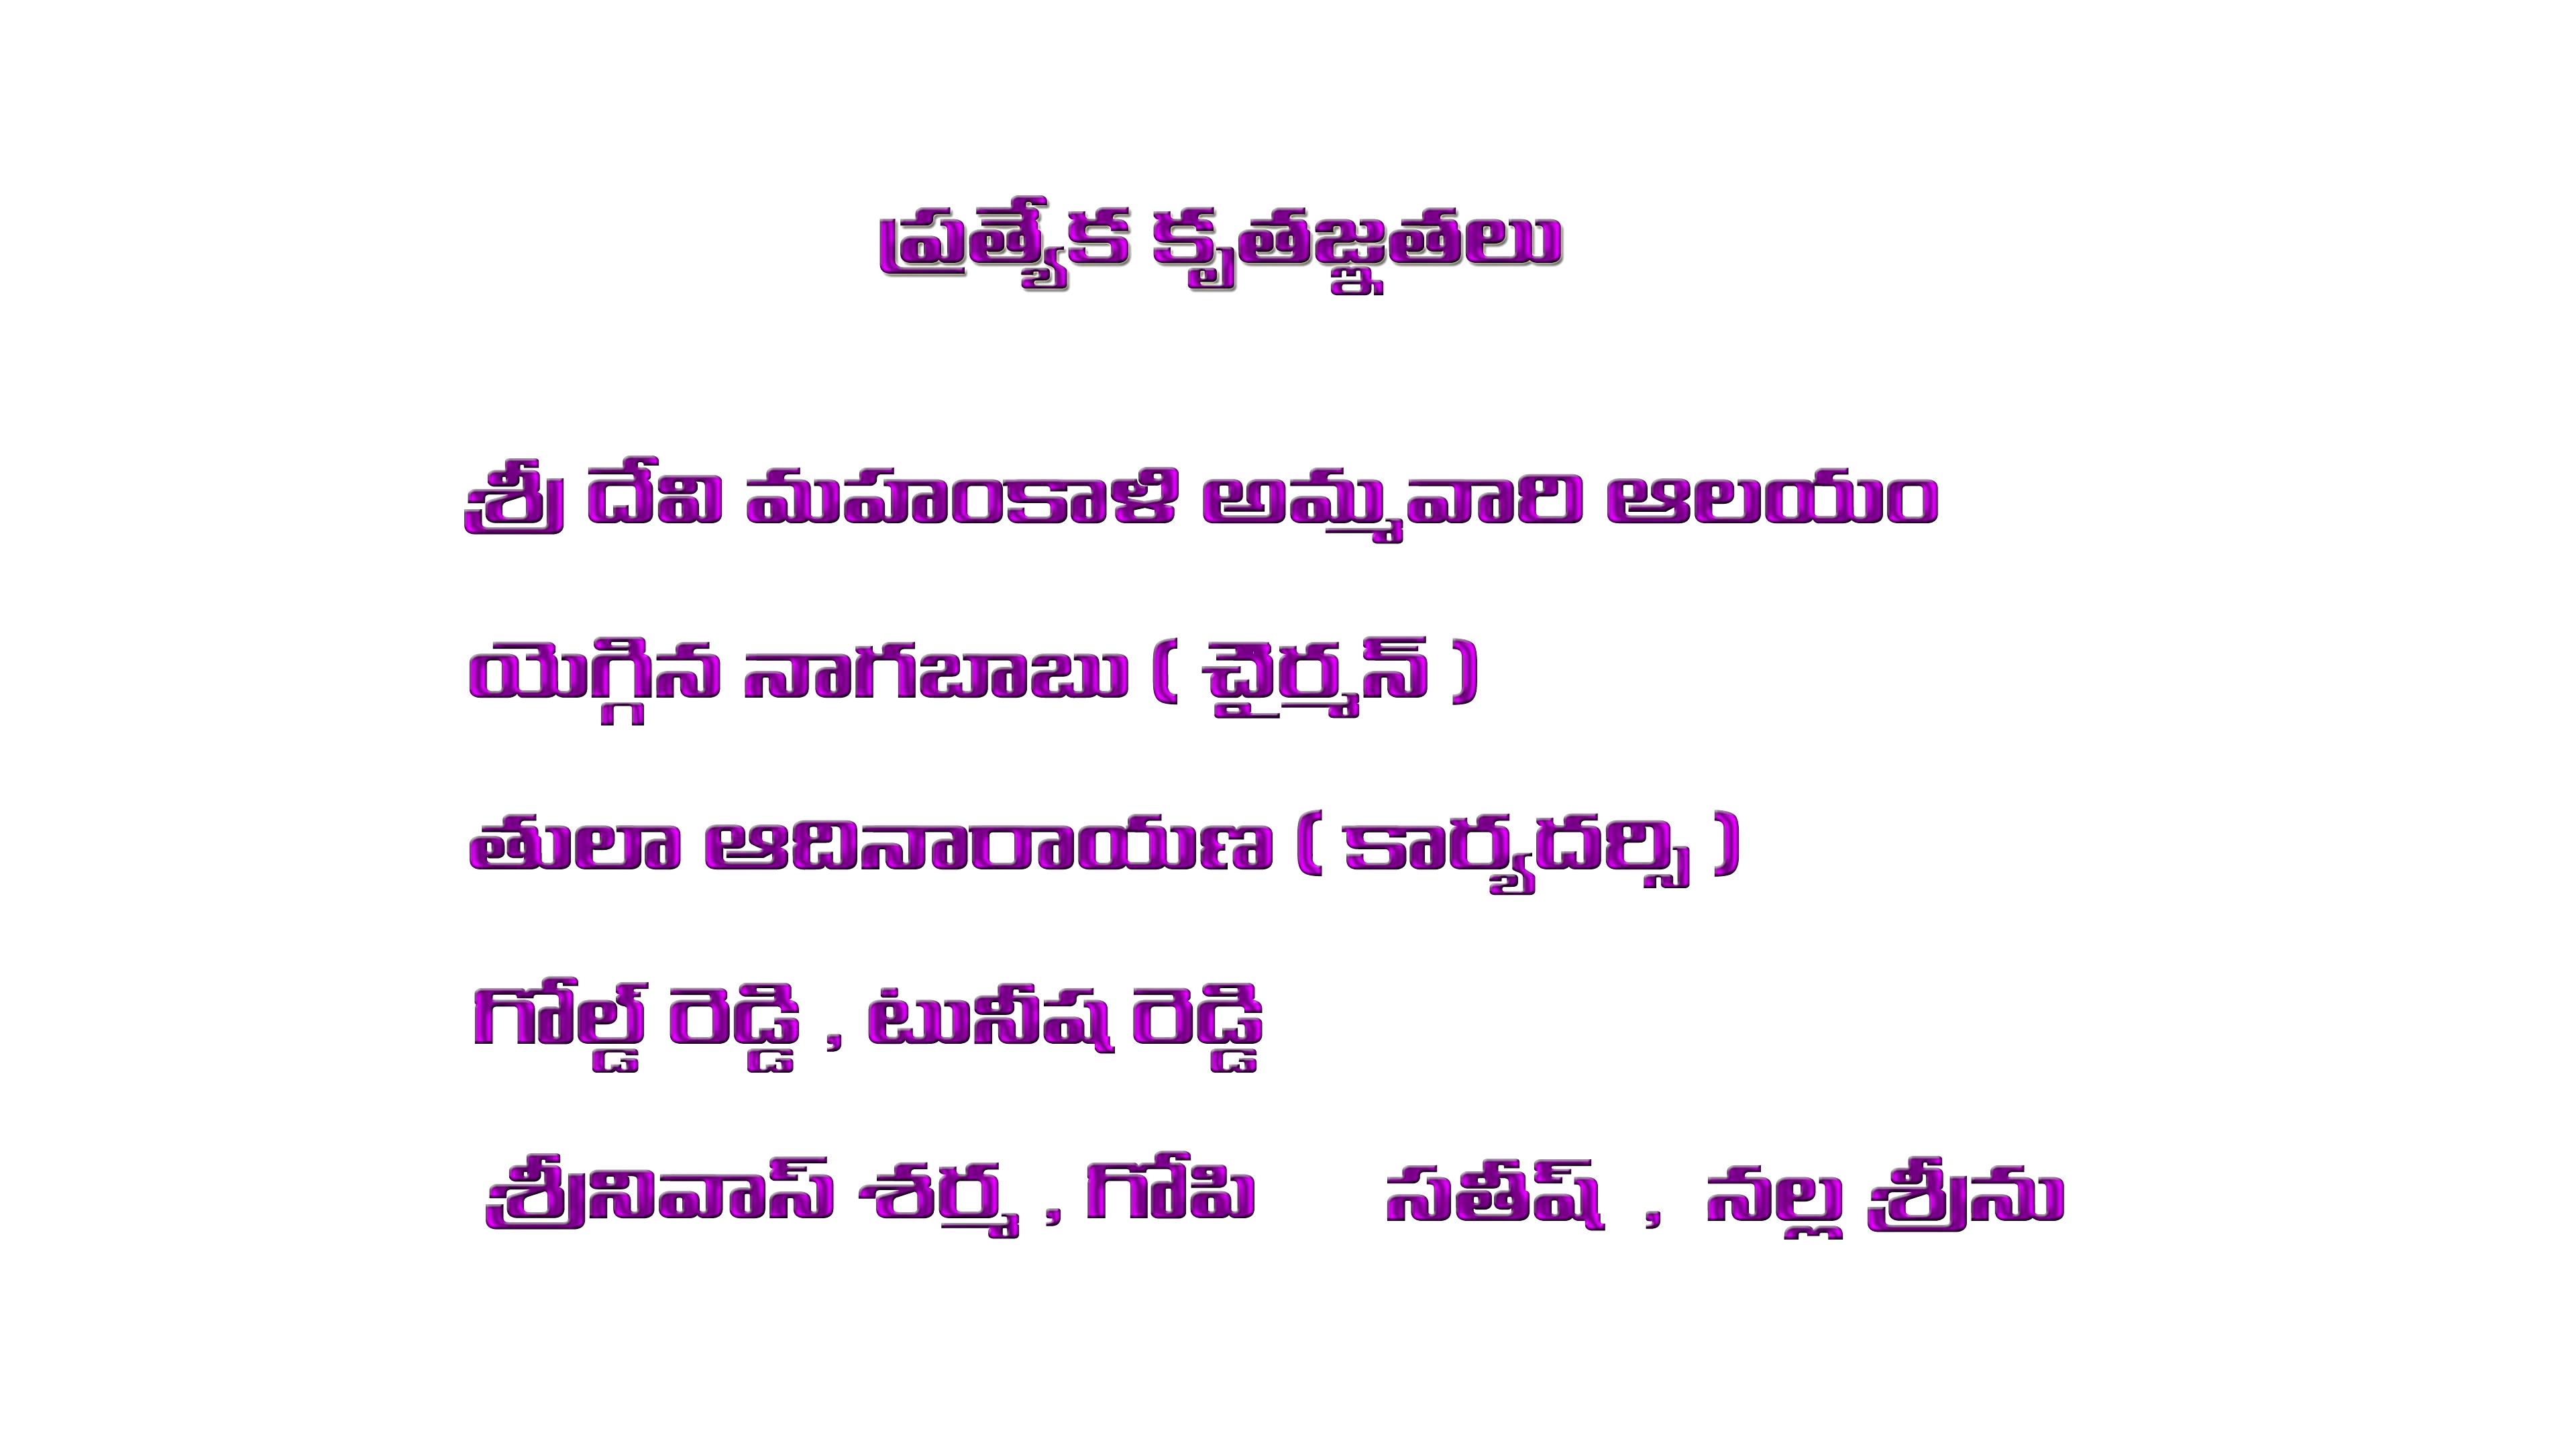 ప్రత్యేక కృతజ్ఞతలు
శ్రీ దేవి మహంకాళి అమ్మవారి ఆలయం
యెగ్గిన నాగబాబు ( చైర్మన్ )
తులా ఆదినారాయణ ( కార్యదర్సి )
గోల్డ్ రెడ్డి , టునీష రెడ్డి
శ్రీనివాస్ శర్మ , గోపి సతీష్ , నల్ల శ్రీను